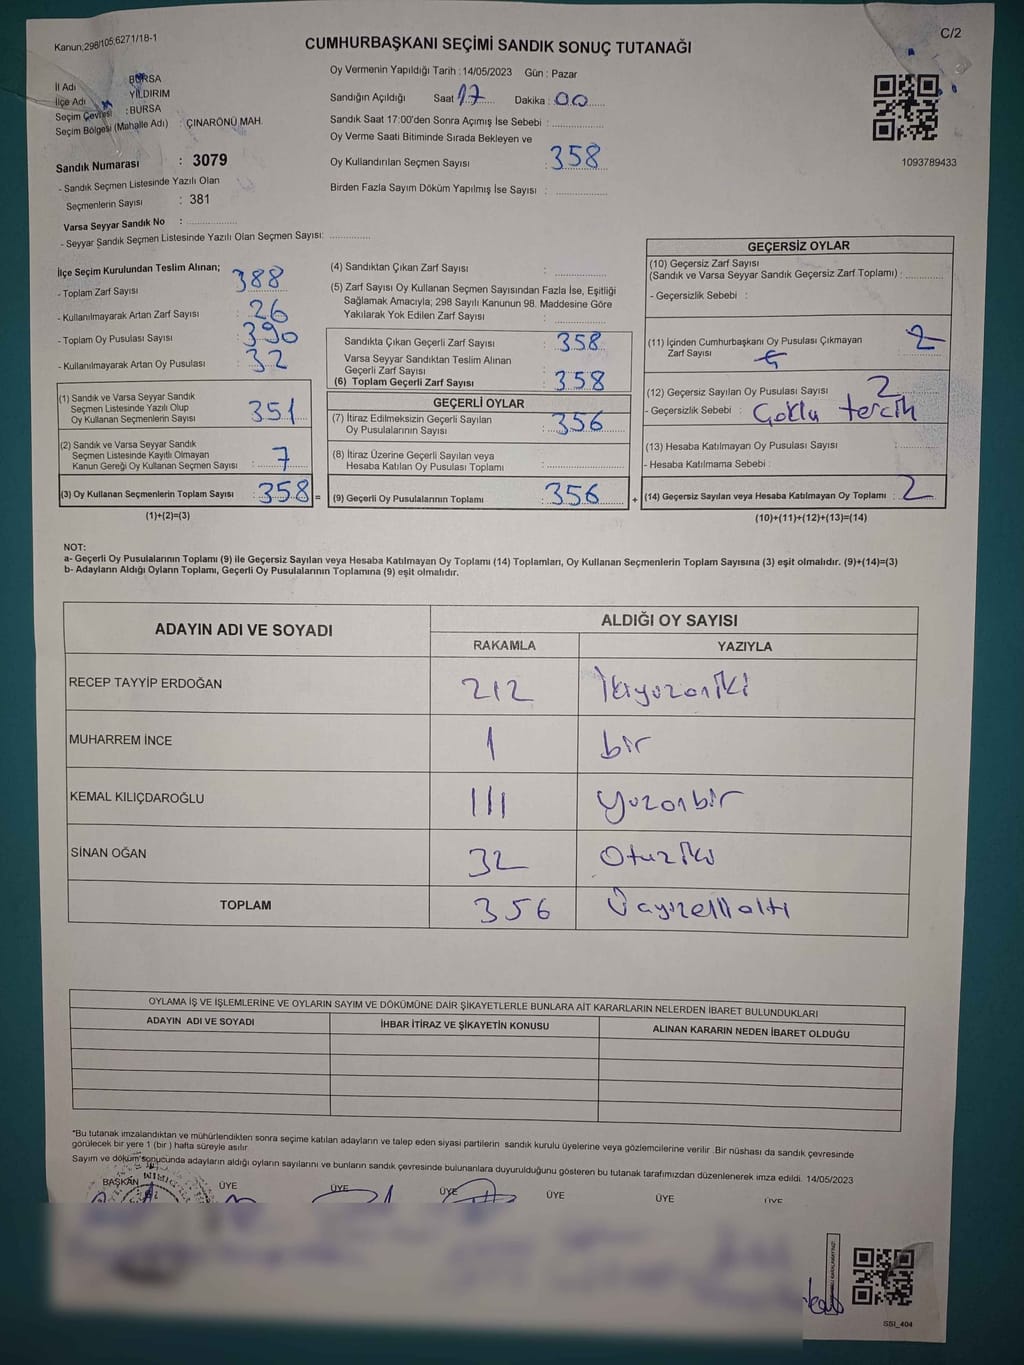 Kanun,298/105,6271/18-1
C/2
CUMHURBAŞKANI SEÇİMİ SANDIK SONUÇ TUTANAĞI
İl Adı BURSA
İlçe Adı YILDIRIM
Seçim Çevresi : BURSA
Seçim Bölgesi (Mahalle Adı) : ÇINARÖNÜ MAH.
Sandık Numarası : 3079
- Sandık Seçmen Listesinde Yazılı Olan
Seçmenlerin Sayısı : 381
Varsa Seyyar Sandık No :
- Seyyar Sandık Seçmen Listesinde Yazılı Olan Seçmen Sayısı:
Oy Vermenin Yapıldığı Tarih : 14/05/2023 Gün : Pazar
Sandığın Açıldığı Saat : 17 Dakika : 00
Sandık Saat 17:00'den Sonra Açımış İse Sebebi :
Oy Verme Saati Bitiminde Sırada Bekleyen ve
Oy Kullandırılan Seçmen Sayısı : 358
Birden Fazla Sayım Döküm Yapılmış İse Sayısı :
1093789433
İlçe Seçim Kurulundan Teslim Alınan;
- Toplam Zarf Sayısı : 388
- Kullanılmayarak Artan Zarf Sayısı : 26
- Toplam Oy Pusulası Sayısı : 390
- Kullanılmayarak Artan Oy Pusulası : 32
(1) Sandık ve Varsa Seyyar Sandık
Seçmen Listesinde Yazılı Olup
Oy Kullanan Seçmenlerin Sayısı : 351
(2) Sandık ve Varsa Seyyar Sandık
Seçmen Listesinde Kayıtlı Olmayan
Kanun Gereği Oy Kullanan Seçmen Sayısı : 7
(3) Oy Kullanan Seçmenlerin Toplam Sayısı : 358 =
(1)+(2)=(3)
(4) Sandıktan Çıkan Zarf Sayısı :
(5) Zarf Sayısı Oy Kullanan Seçmen Sayısından Fazla İse, Eşitliği
Sağlamak Amacıyla; 298 Sayılı Kanunun 98. Maddesine Göre
Yakılarak Yok Edilen Zarf Sayısı :
Sandıkta Çıkan Geçerli Zarf Sayısı : 358
Varsa Seyyar Sandıktan Teslim Alınan
Geçerli Zarf Sayısı
(6) Toplam Geçerli Zarf Sayısı : 358
GEÇERLİ OYLAR
(7) İtiraz Edilmeksizin Geçerli Sayılan
Oy Pusulalarının Sayısı : 356
(8) İtiraz Üzerine Geçerli Sayılan veya
Hesaba Katılan Oy Pusulası Toplamı :
(9) Geçerli Oy Pusulalarının Toplamı : 356 +
GEÇERSİZ OYLAR
(10) Geçersiz Zarf Sayısı
(Sandık ve Varsa Seyyar Sandık Geçersiz Zarf Toplamı) :
- Geçersizlik Sebebi :
(11) İçinden Cumhurbaşkanı Oy Pusulası Çıkmayan
Zarf Sayısı : 2
(12) Geçersiz Sayılan Oy Pusulası Sayısı : 2
- Geçersizlik Sebebi : Çoklu tercih
(13) Hesaba Katılmayan Oy Pusulası Sayısı :
- Hesaba Katılmama Sebebi :
(14) Geçersiz Sayılan veya Hesaba Katılmayan Oy Toplamı : 2
(10)+(11)+(12)+(13)=(14)
NOT:
a- Geçerli Oy Pusulalarının Toplamı (9) ile Geçersiz Sayılan veya Hesaba Katılmayan Oy Toplamı (14) Toplamları, Oy Kullanan Seçmenlerin Toplam Sayısına (3) eşit olmalıdır. (9)+(14)=(3)
b- Adayların Aldığı Oyların Toplamı, Geçerli Oy Pusulalarının Toplamına (9) eşit olmalıdır.
ADAYIN ADI VE SOYADI
ALDIĞI OY SAYISI
RAKAMLA YAZIYLA
RECEP TAYYİP ERDOĞAN 212 İkiyüzoniki
MUHARREM İNCE 1 bir
KEMAL KILIÇDAROĞLU 111 yüzonbir
SİNAN OĞAN 32 Otuziki
TOPLAM 356 Üçyüzellialtı
OYLAMA İŞ VE İŞLEMLERİNE VE OYLARIN SAYIM VE DÖKÜMÜNE DAİR ŞİKAYETLERLE BUNLARA AİT KARARLARIN NELERDEN İBARET BULUNDUKLARI
ADAYIN ADI VE SOYADI İHBAR İTİRAZ VE ŞİKAYETİN KONUSU ALINAN KARARIN NEDEN İBARET OLDUĞU
*Bu tutanak imzalandıktan ve mühürlendikten sonra seçime katılan adayların ve talep eden siyasi partilerin sandık kurulu üyelerine veya gözlemcilerine verilir. Bir nüshası da sandık çevresinde
görülecek bir yere 1 (bir) hafta süreyle asılır.
Sayım ve döküm sonucunda adayların aldığı oyların sayılarını ve bunların sandık çevresinde bulunanlara duyurulduğunu gösteren bu tutanak tarafımızdan düzenlenerek imza edildi. 14/05/2023
BAŞKAN ÜYE ÜYE ÜYE ÜYE ÜYE ÜYE
SSI_404